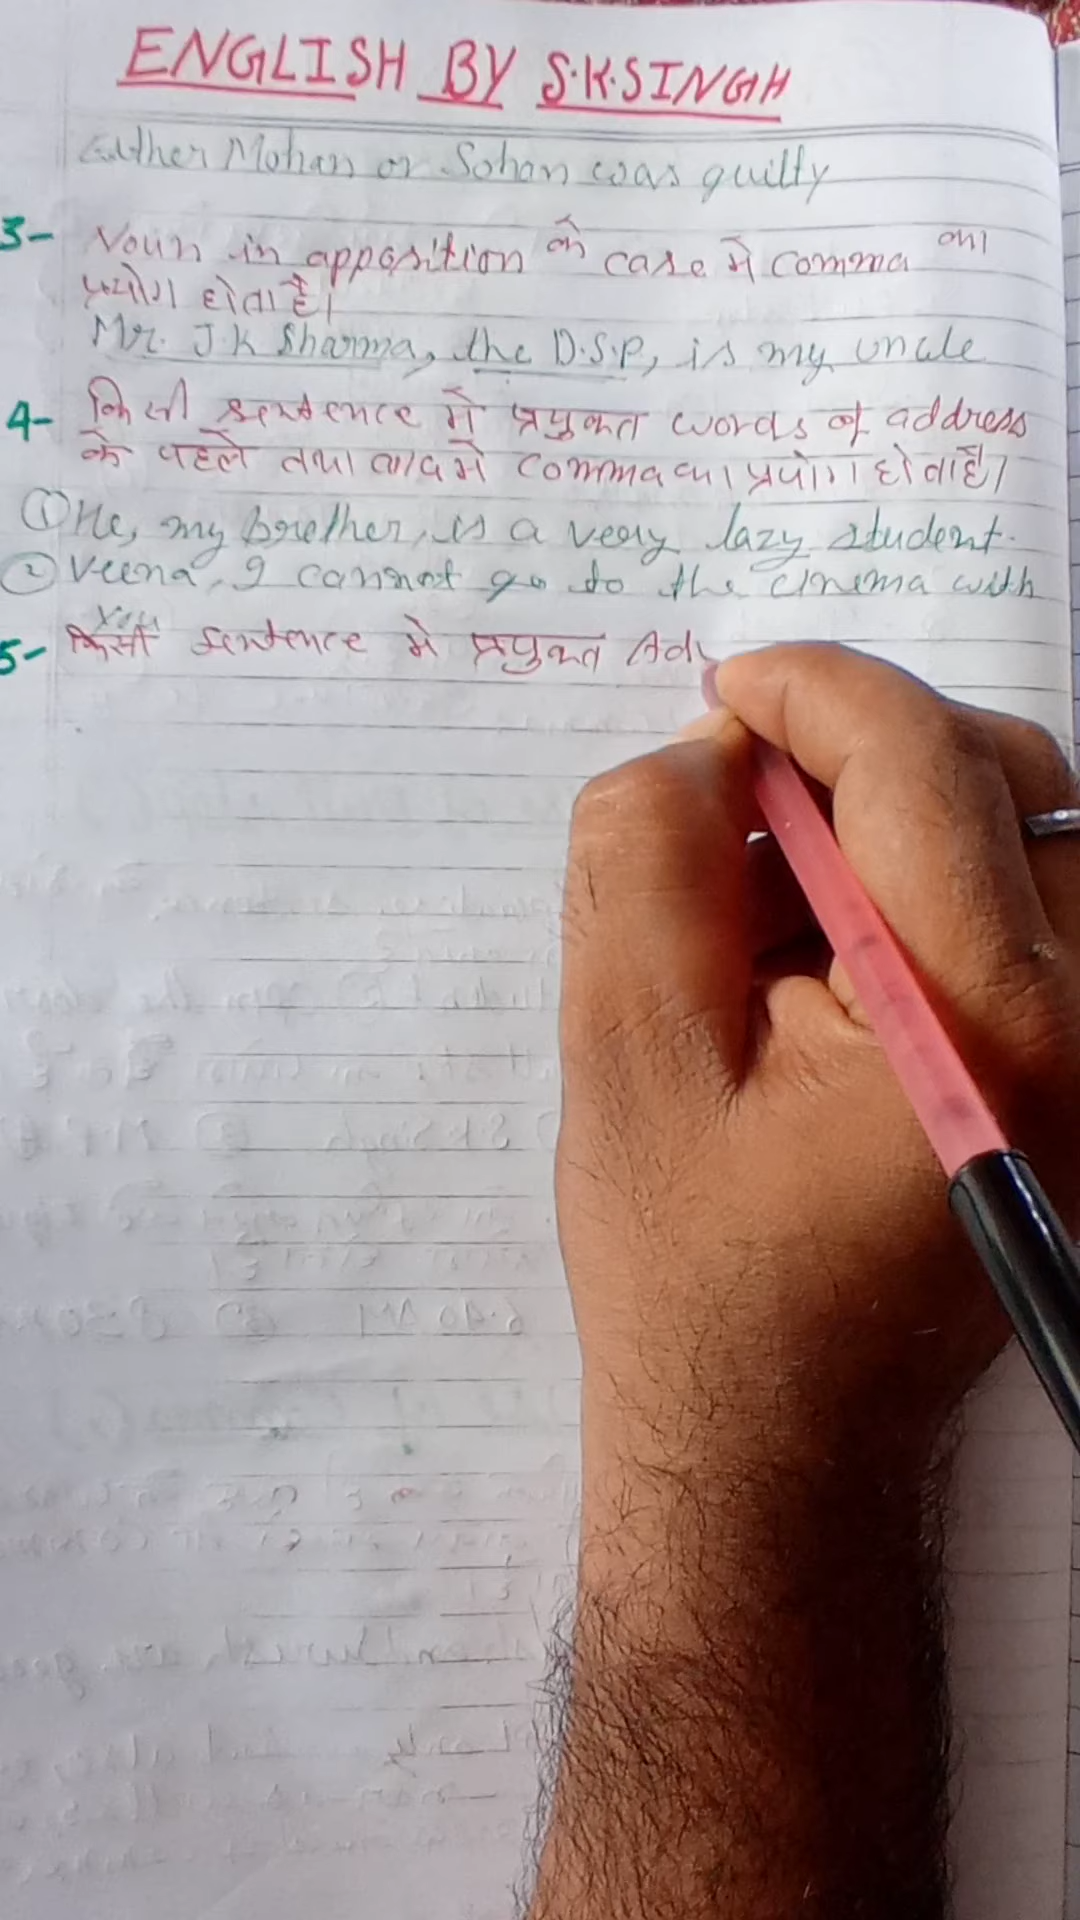 ENGLISH BY S.K.SINGH
Either Mohan or Sohan was guilty
3- Noun in apposition के case मे comma का
प्रयोग होता है।
Mr. J.K Sharma, the D.S.P, is my uncle
4- किसी sentence मे प्रयुक्त words of address
के पहले तथा बाद मे comma का प्रयोग होता है।
① He, my brother, is a very lazy student.
② Veena, I cannot go to the cinema with
you
5- किसी sentence मे प्रयुक्त Adv